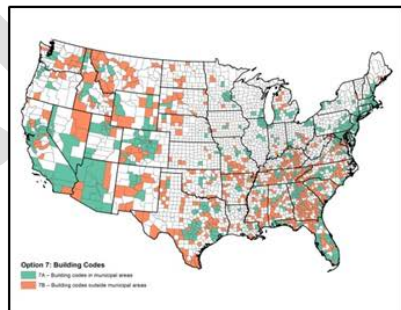 Option 7: Building Codes
7A – Building codes in municipal areas
7B – Building codes outside municipal areas